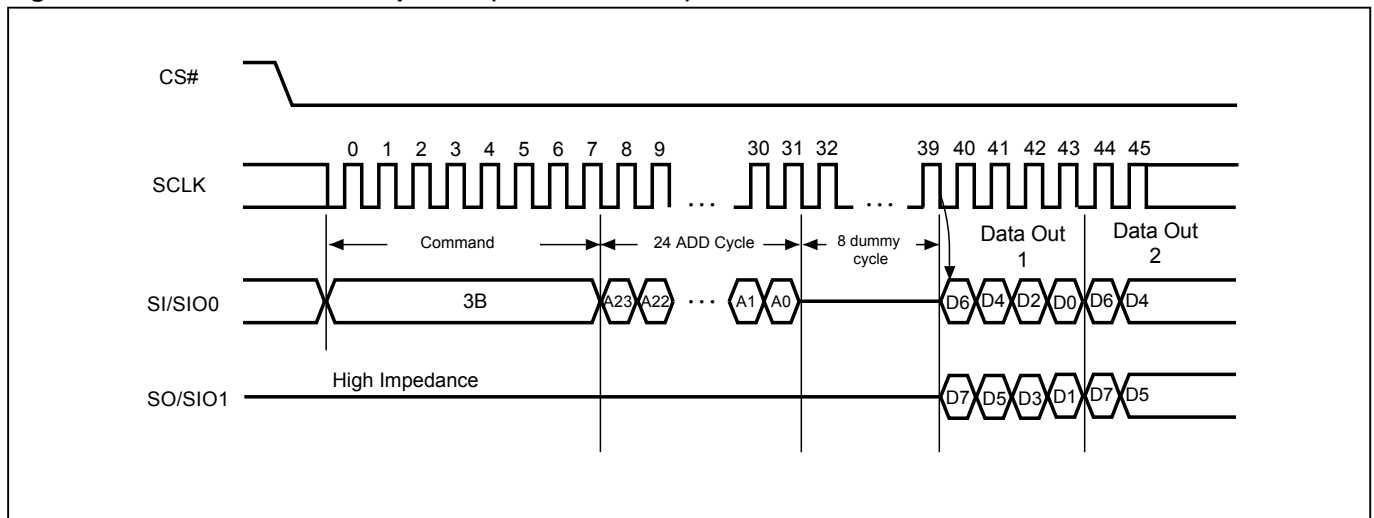 CS#
0 1 2 3 4 5 6 7 8 9 30 31 32 39 40 41 42 43 44 45
SCLK
... ...
Command 24 ADD Cycle 8 dummy cycle Data Out 1 Data Out 2
SI/SIO0 3B A23 A22 ... A1 A0 D6 D4 D2 D0 D6 D4
High Impedance
SO/SIO1 D7 D5 D3 D1 D7 D5